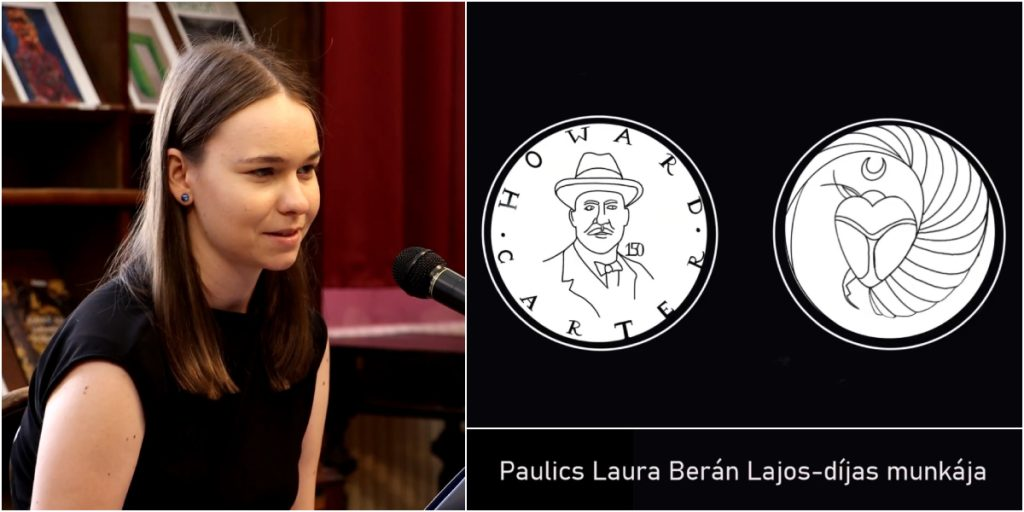 HOWARD · CARTER ·
150
Paulics Laura Berán Lajos-díjas munkája